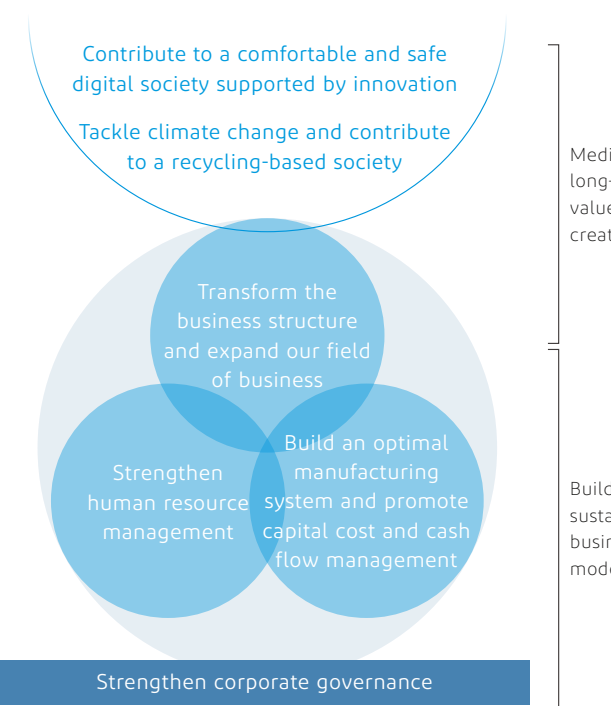 Contribute to a comfortable and safe
digital society supported by innovation
Tackle climate change and contribute
to a recycling-based society
Transform the
business structure
and expand our field
of business
Strengthen
human resource
management
Build an optimal
manufacturing
system and promote
capital cost and cash
flow management
Strengthen corporate governance
long-
value